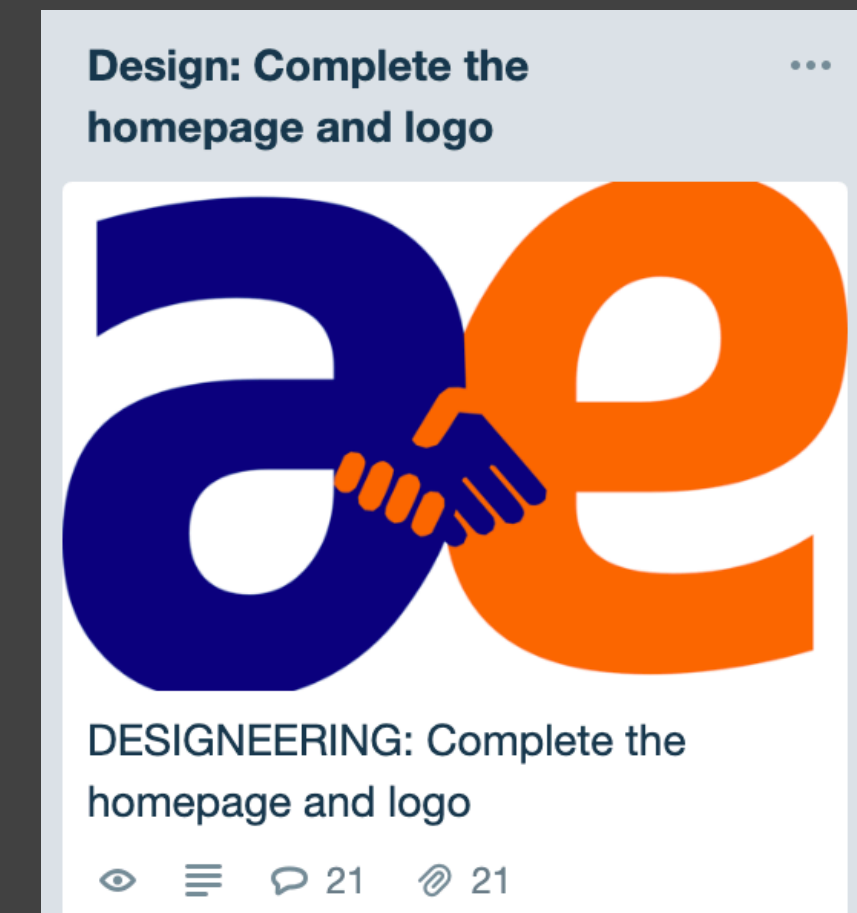 Design: Complete the
homepage and logo
ae
DESIGNEERING: Complete the
homepage and logo
21 21